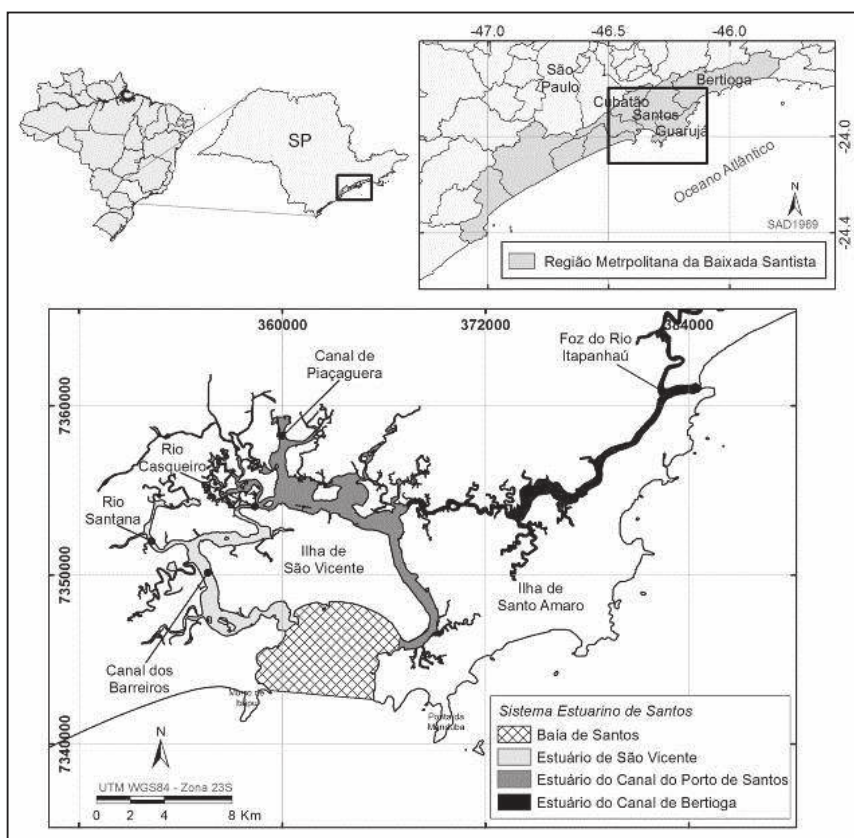 -47.0
-46.5
-46.0
São
Paulo
Bertioga
Cubatão
Santos
Guarujá
SP
Oceano Atlântico
-24.0
-24.4
N
SAD1969
Região Metrpolitana da Baixada Santista
360000
372000
384000
Canal de
Piaçaguera
Foz do Rio
Itapanhaú
7360000
Rio
Casqueiro
Rio
Santana
Ilha de
São Vicente
7350000
Ilha de
Santo Amaro
Canal dos
Barreiros
Ponta da
7340000
N
UTM WGS84 - Zona 23S
0 2 4 8 Km
Sistema Estuarino de Santos
Baía de Santos
Estuário de São Vicente
Estuário do Canal do Porto de Santos
Estuário do Canal de Bertioga